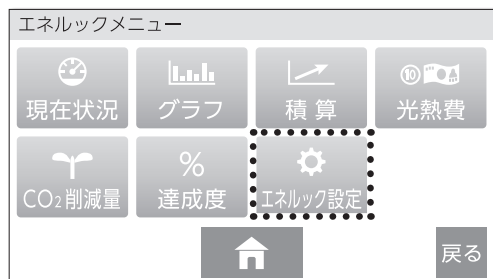 エネルックメニュー
現在状況 グラフ 積算 ⑩ 光熱費
CO₂削減量 % 達成度 エネルック設定
戻る